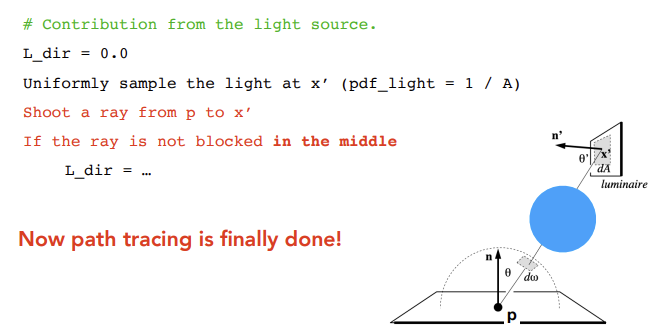 # Contribution from the light source.
L_dir = 0.0
Uniformly sample the light at x’ (pdf_light = 1 / A)
Shoot a ray from p to x’
If the ray is not blocked in the middle
L_dir = …
n’
θ’
x’
dA
luminaire
Now path tracing is finally done!
n
θ
dω
p